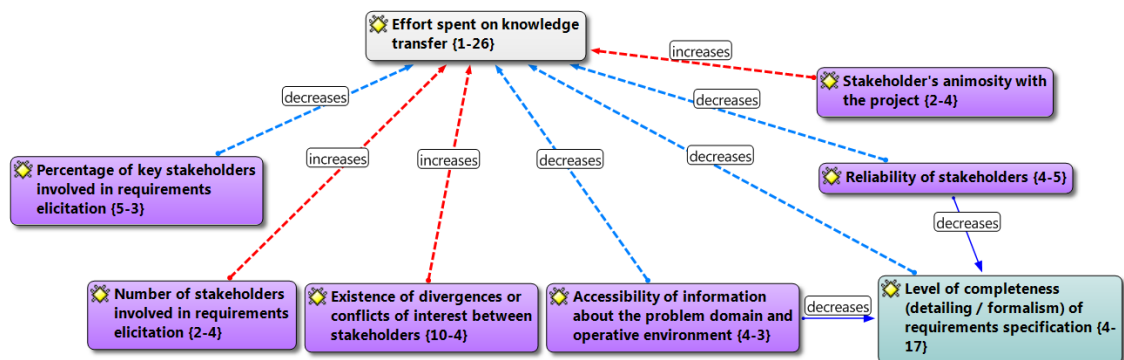 Effort spent on knowledge
transfer {1-26}
increases
Stakeholder's animosity with
the project {2-4}
decreases
decreases
Percentage of key stakeholders
involved in requirements
elicitation {5-3}
increases
increases
decreases
decreases
Reliability of stakeholders {4-5}
decreases
Number of stakeholders
involved in requirements
elicitation {2-4}
Existence of divergences or
conflicts of interest between
stakeholders {10-4}
Accessibility of information
about the problem domain and
operative environment {4-3}
decreases
Level of completeness
(detailing / formalism) of
requirements specification {4-
17}